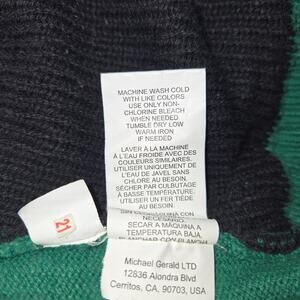 MACHINE WASH COLD
WITH LIKE COLORS
USE ONLY NON-
CHLORINE BLEACH
WHEN NEEDED
TUMBLE DRY LOW
WARM IRON
IF NEEDED
LAVER À LA MACHINE
À L'EAU FROIDE AVEC DES
COULEURS SIMILAIRES.
UTILISER UNIQUEMENT
DE L'EAU DE JAVEL SANS
CHLORE AU BESOIN.
SÉCHER PAR CULBUTAGE
À BASSE TEMPÉRATURE.
UTILISER UN FER TIÈDE
AU BESOIN.
NECESARIO.
SECAR A MÁQUINA A
TEMPERATURA BAJA.
21
Michael Gerald LTD
12836 Alondra Blvd
Cerritos, CA. 90703, USA